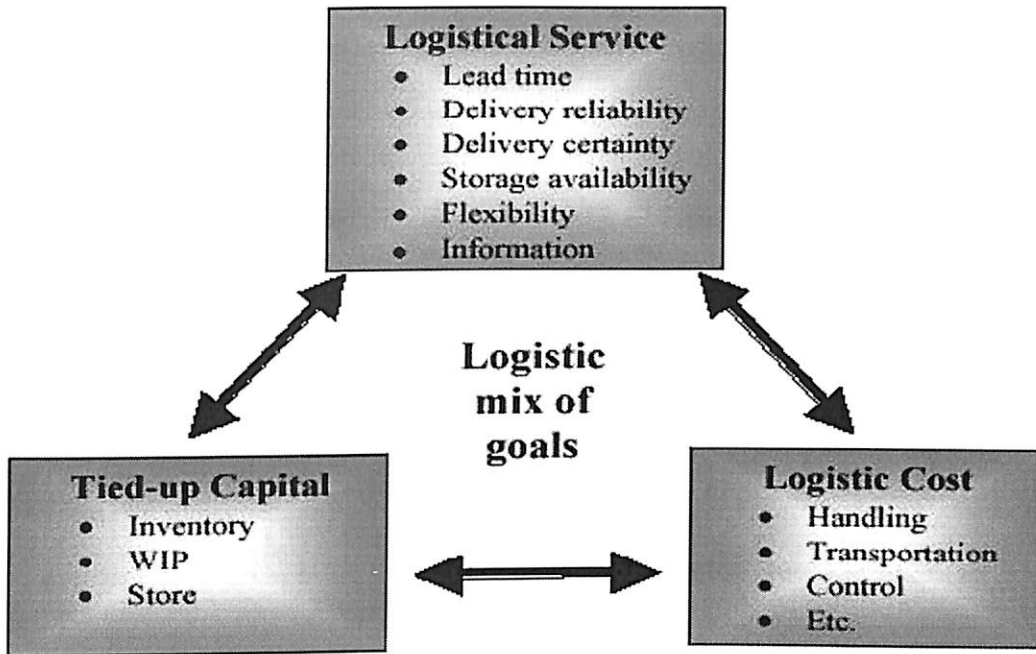 Logistical Service
• Lead time
• Delivery reliability
• Delivery certainty
• Storage availability
• Flexibility
• Information
Logistic
mix of
goals
Tied-up Capital
• Inventory
• WIP
• Store
Logistic Cost
• Handling
• Transportation
• Control
• Etc.